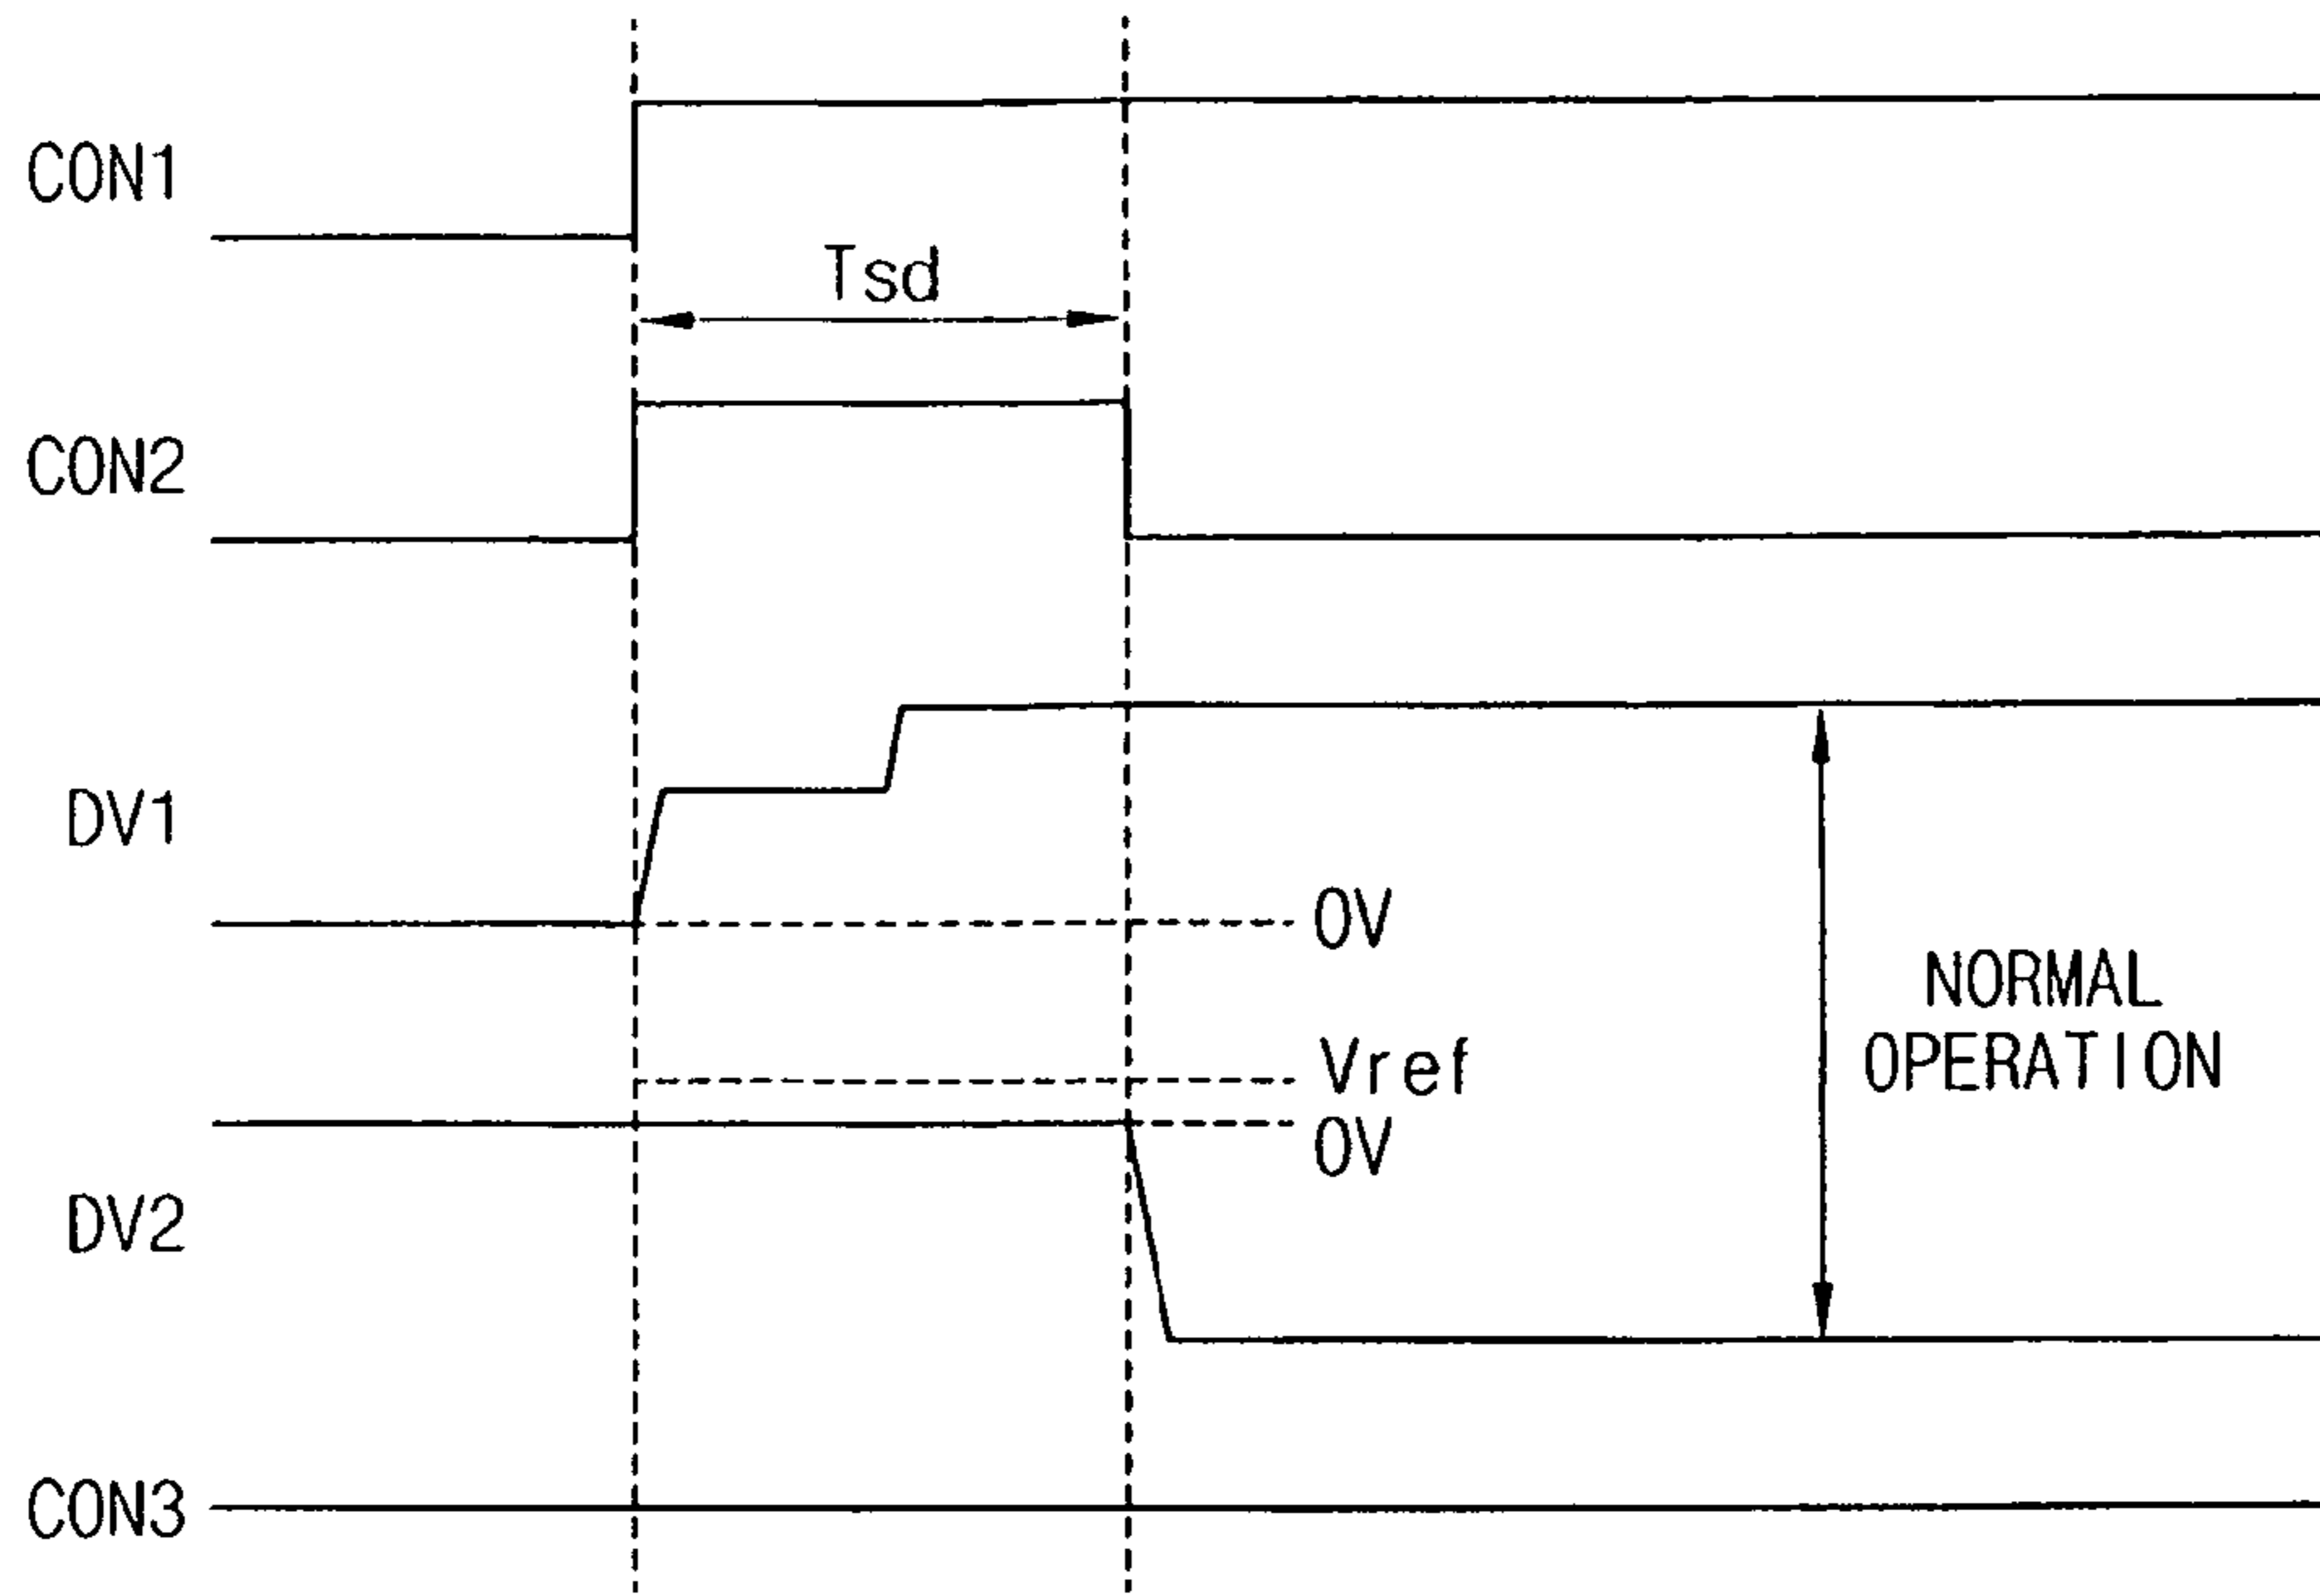 CON1
Tsd
CON2
DV1
0V
NORMAL
OPERATION
Vref
0V
DV2
CON3